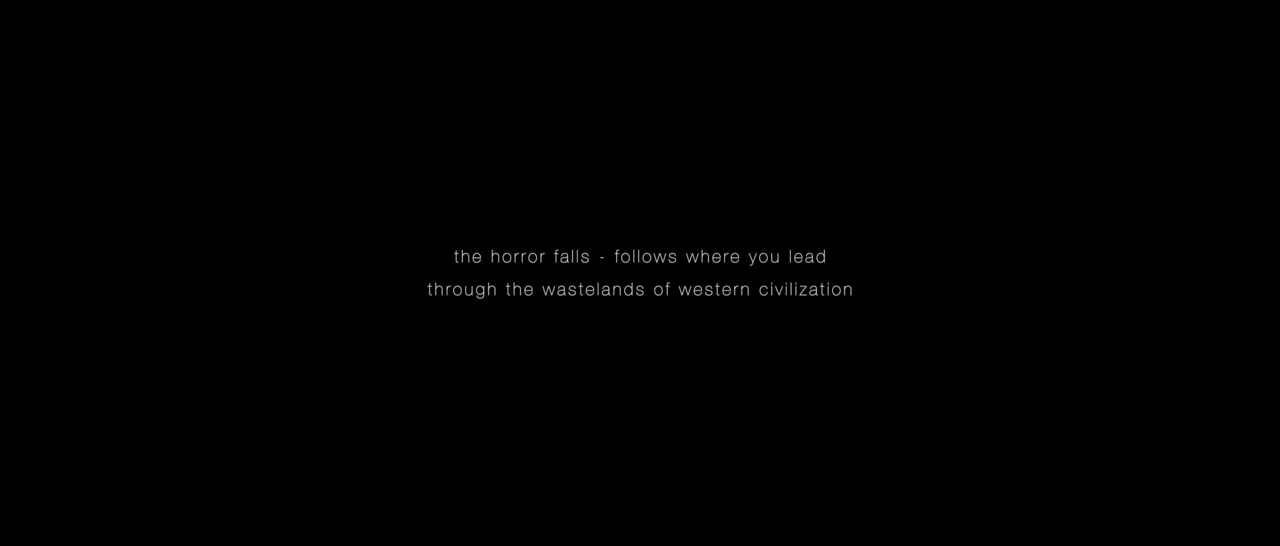 the horror falls - follows where you lead
through the wastelands of western civilization